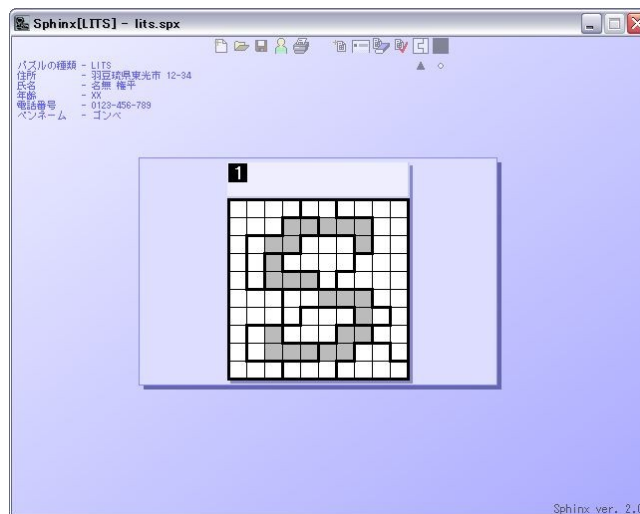 Sphinx[LITS] - lits.spx
パズルの種類 - LITS
住所 - 羽豆琉県東光市 12-34
氏名 - 名無 権平
年齢 - XX
電話番号 - 0123-456-789
ペンネーム - ゴンベ
1
Sphinx ver. 2.0